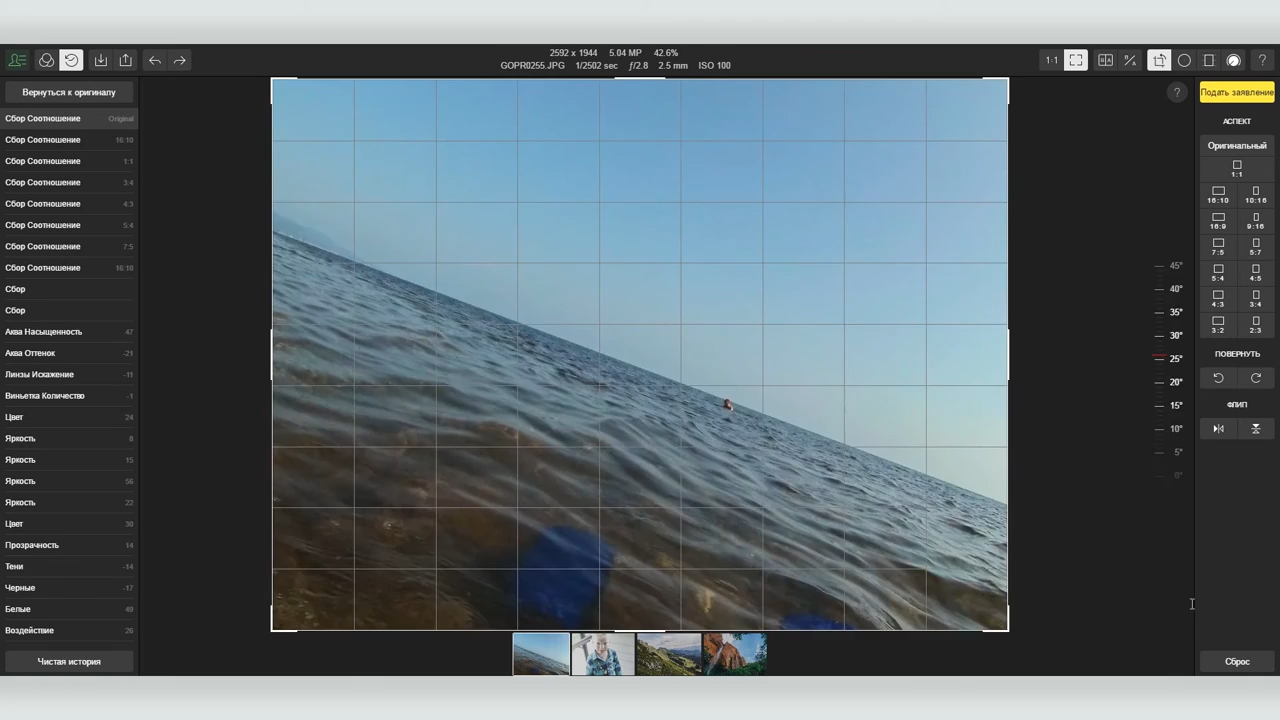 2592 x 1944 5.04 MP 42.6%
GOPR0255.JPG 1/2502 sec ƒ/2.8 2.5 mm ISO 100
1:1
?
Вернуться к оригиналу
Сбор Соотношение Original
Сбор Соотношение 16:10
Сбор Соотношение 1:1
Сбор Соотношение 3:4
Сбор Соотношение 4:3
Сбор Соотношение 5:4
Сбор Соотношение 7:5
Сбор Соотношение 16:10
Сбор
Сбор
Аква Насыщенность 47
Аква Оттенок -21
Линзы Искажение -11
Виньетка Количество -1
Цвет 24
Яркость 8
Яркость 15
Яркость 56
Яркость 22
Цвет 30
Прозрачность 14
Тени -14
Черные -17
Белые 49
Воздействие 26
Чистая история
?
45°
40°
35°
30°
25°
20°
15°
10°
5°
0°
Подать заявление
АСПЕКТ
Оригинальный
1:1
16:10 10:16
16:9 9:16
7:5 5:7
5:4 4:5
4:3 3:4
3:2 2:3
ПОВЕРНУТЬ
ФЛИП
Сброс